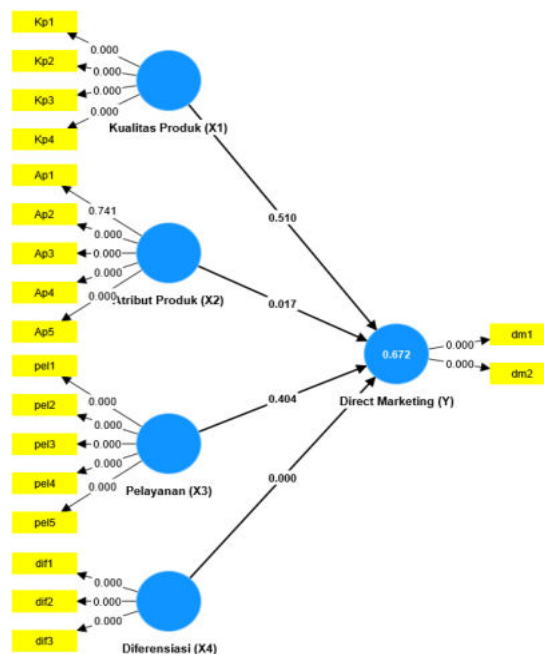 Kp1
0.000
Kp2
0.000
Kp3
0.000
0.000
Kp4
Kualitas Produk (X1)
Ap1
0.741
Ap2
0.000
Ap3
0.000
0.000
Ap4
0.000
Atribut Produk (X2)
Ap5
pel1
0.000
pel2
0.000
pel3
0.000
0.000
pel4
0.000
Pelayanan (X3)
pel5
dif1
0.000
dif2
0.000
0.000
dif3
Diferensiasi (X4)
0.510
0.017
0.404
0.000
0.672
Direct Marketing (Y)
0.000
dm1
0.000
dm2